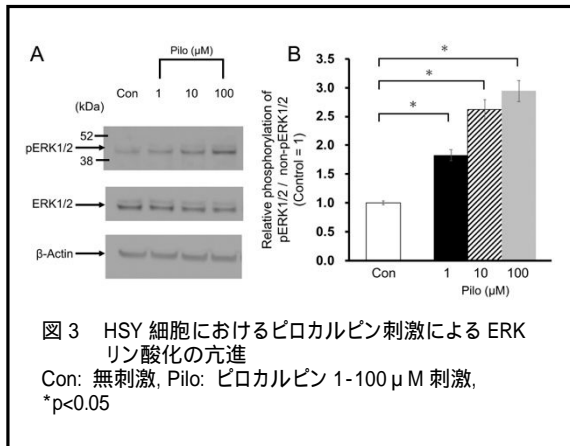 A
Pilo (μM)
Con 1 10 100
(kDa)
52
pERK1/2
38
ERK1/2
β-Actin
B
Relative phosphorylation of
pERK1/2 / non-pERK1/2
(Control = 1)
3.5
3.0
2.5
2.0
1.5
1.0
0.5
0.0
*
*
*
Con 1 10 100
Pilo (μM)
図 3 HSY 細胞におけるピロカルピン刺激による ERK
リン酸化の亢進
Con: 無刺激, Pilo: ピロカルピン 1-100 μ M 刺激,
*p<0.05